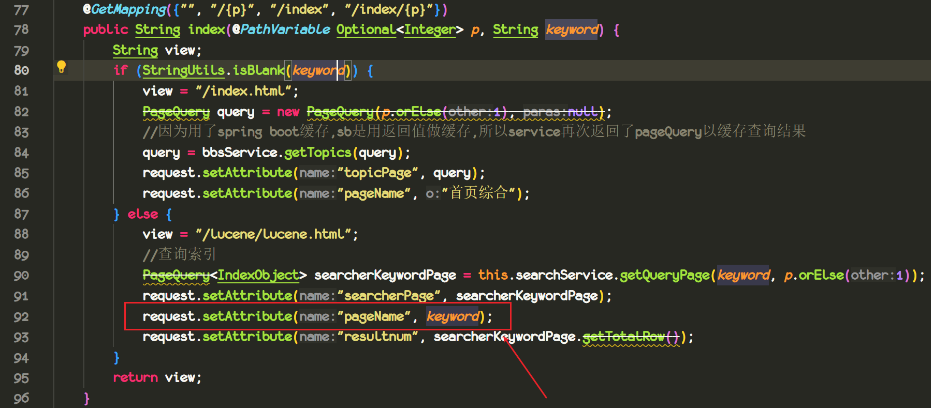 77 @GetMapping({"", "/{p}", "/index", "/index/{p}"})
78 public String index(@PathVariable Optional<Integer> p, String keyword) {
79 String view;
80 if (StringUtils.isBlank(keyword)) {
81 view = "/index.html";
82 PageQuery query = new PageQuery(p.orElse(other:1), paras:null);
83 //因为用了spring boot缓存,sb是用返回值做缓存,所以service再次返回了pageQuery以缓存查询结果
84 query = bbsService.getTopics(query);
85 request.setAttribute(name:"topicPage", query);
86 request.setAttribute(name:"pageName", o:"首页综合");
87 } else {
88 view = "/lucene/lucene.html";
89 //查询索引
90 PageQuery<IndexObject> searcherKeywordPage = this.searchService.getQueryPage(keyword, p.orElse(other:1));
91 request.setAttribute(name:"searcherPage", searcherKeywordPage);
92 request.setAttribute(name:"pageName", keyword);
93 request.setAttribute(name:"resultnum", searcherKeywordPage.getTotalRow());
94 }
95 return view;
96 }